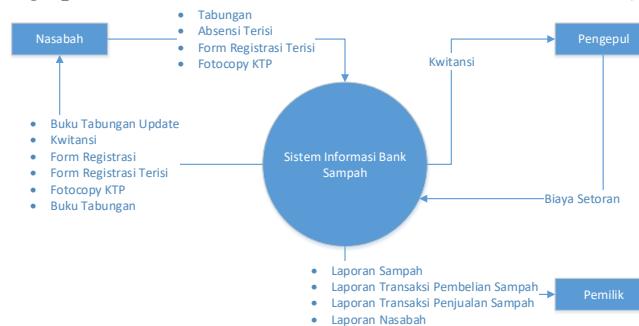 Tabungan
Absensi Terisi
Form Registrasi Terisi
Fotocopy KTP
Nasabah
Pengepul
Kwitansi
Buku Tabungan Update
Kwitansi
Form Registrasi
Form Registrasi Terisi
Fotocopy KTP
Buku Tabungan
Sistem Informasi Bank
Sampah
Biaya Setoran
Laporan Sampah
Laporan Transaksi Pembelian Sampah
Laporan Transaksi Penjualan Sampah
Laporan Nasabah
Pemilik